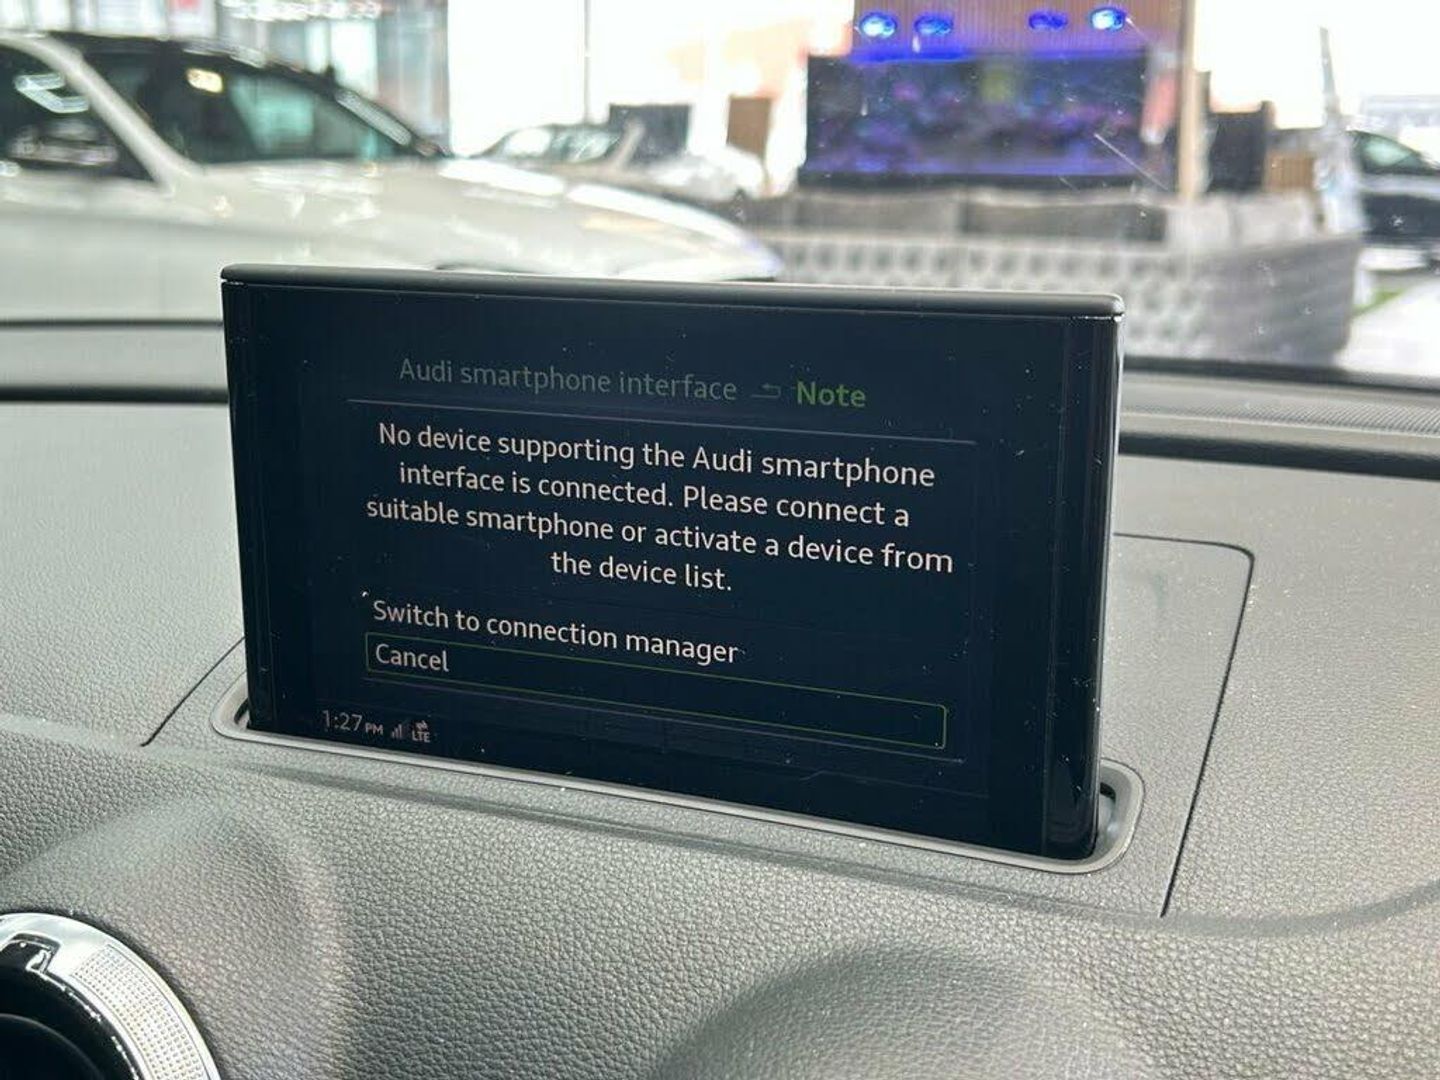 Audi smartphone interface Note
No device supporting the Audi smartphone
interface is connected. Please connect a
suitable smartphone or activate a device from
the device list.
Switch to connection manager
Cancel
1:27 PM LTE